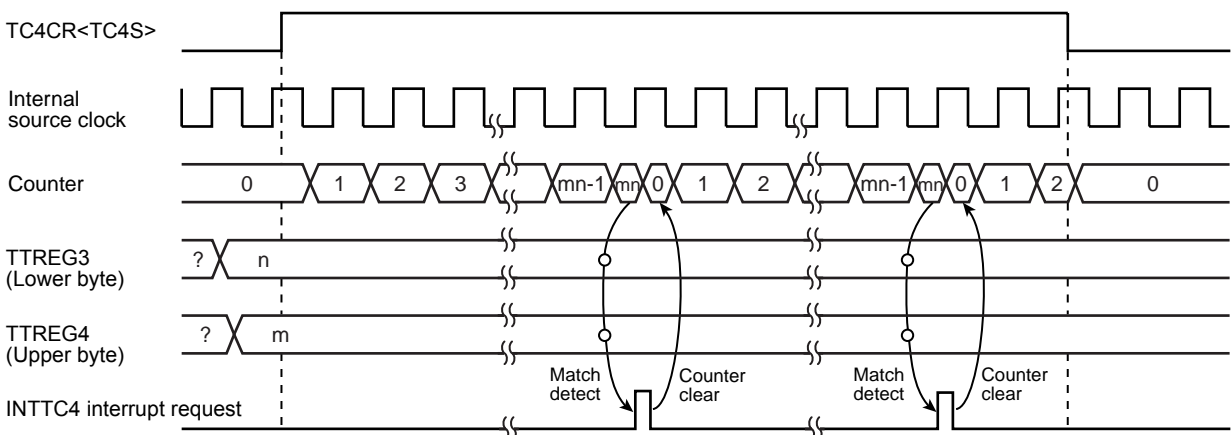 TC4CR<TC4S>
Internal
source clock
Counter
0 1 2 3 mn-1 mn 0 1 2 mn-1 mn 0 1 2 0
TTREG3
(Lower byte)
? n
TTREG4
(Upper byte)
? m
Match
detect
Counter
clear
Match
detect
Counter
clear
INTTC4 interrupt request